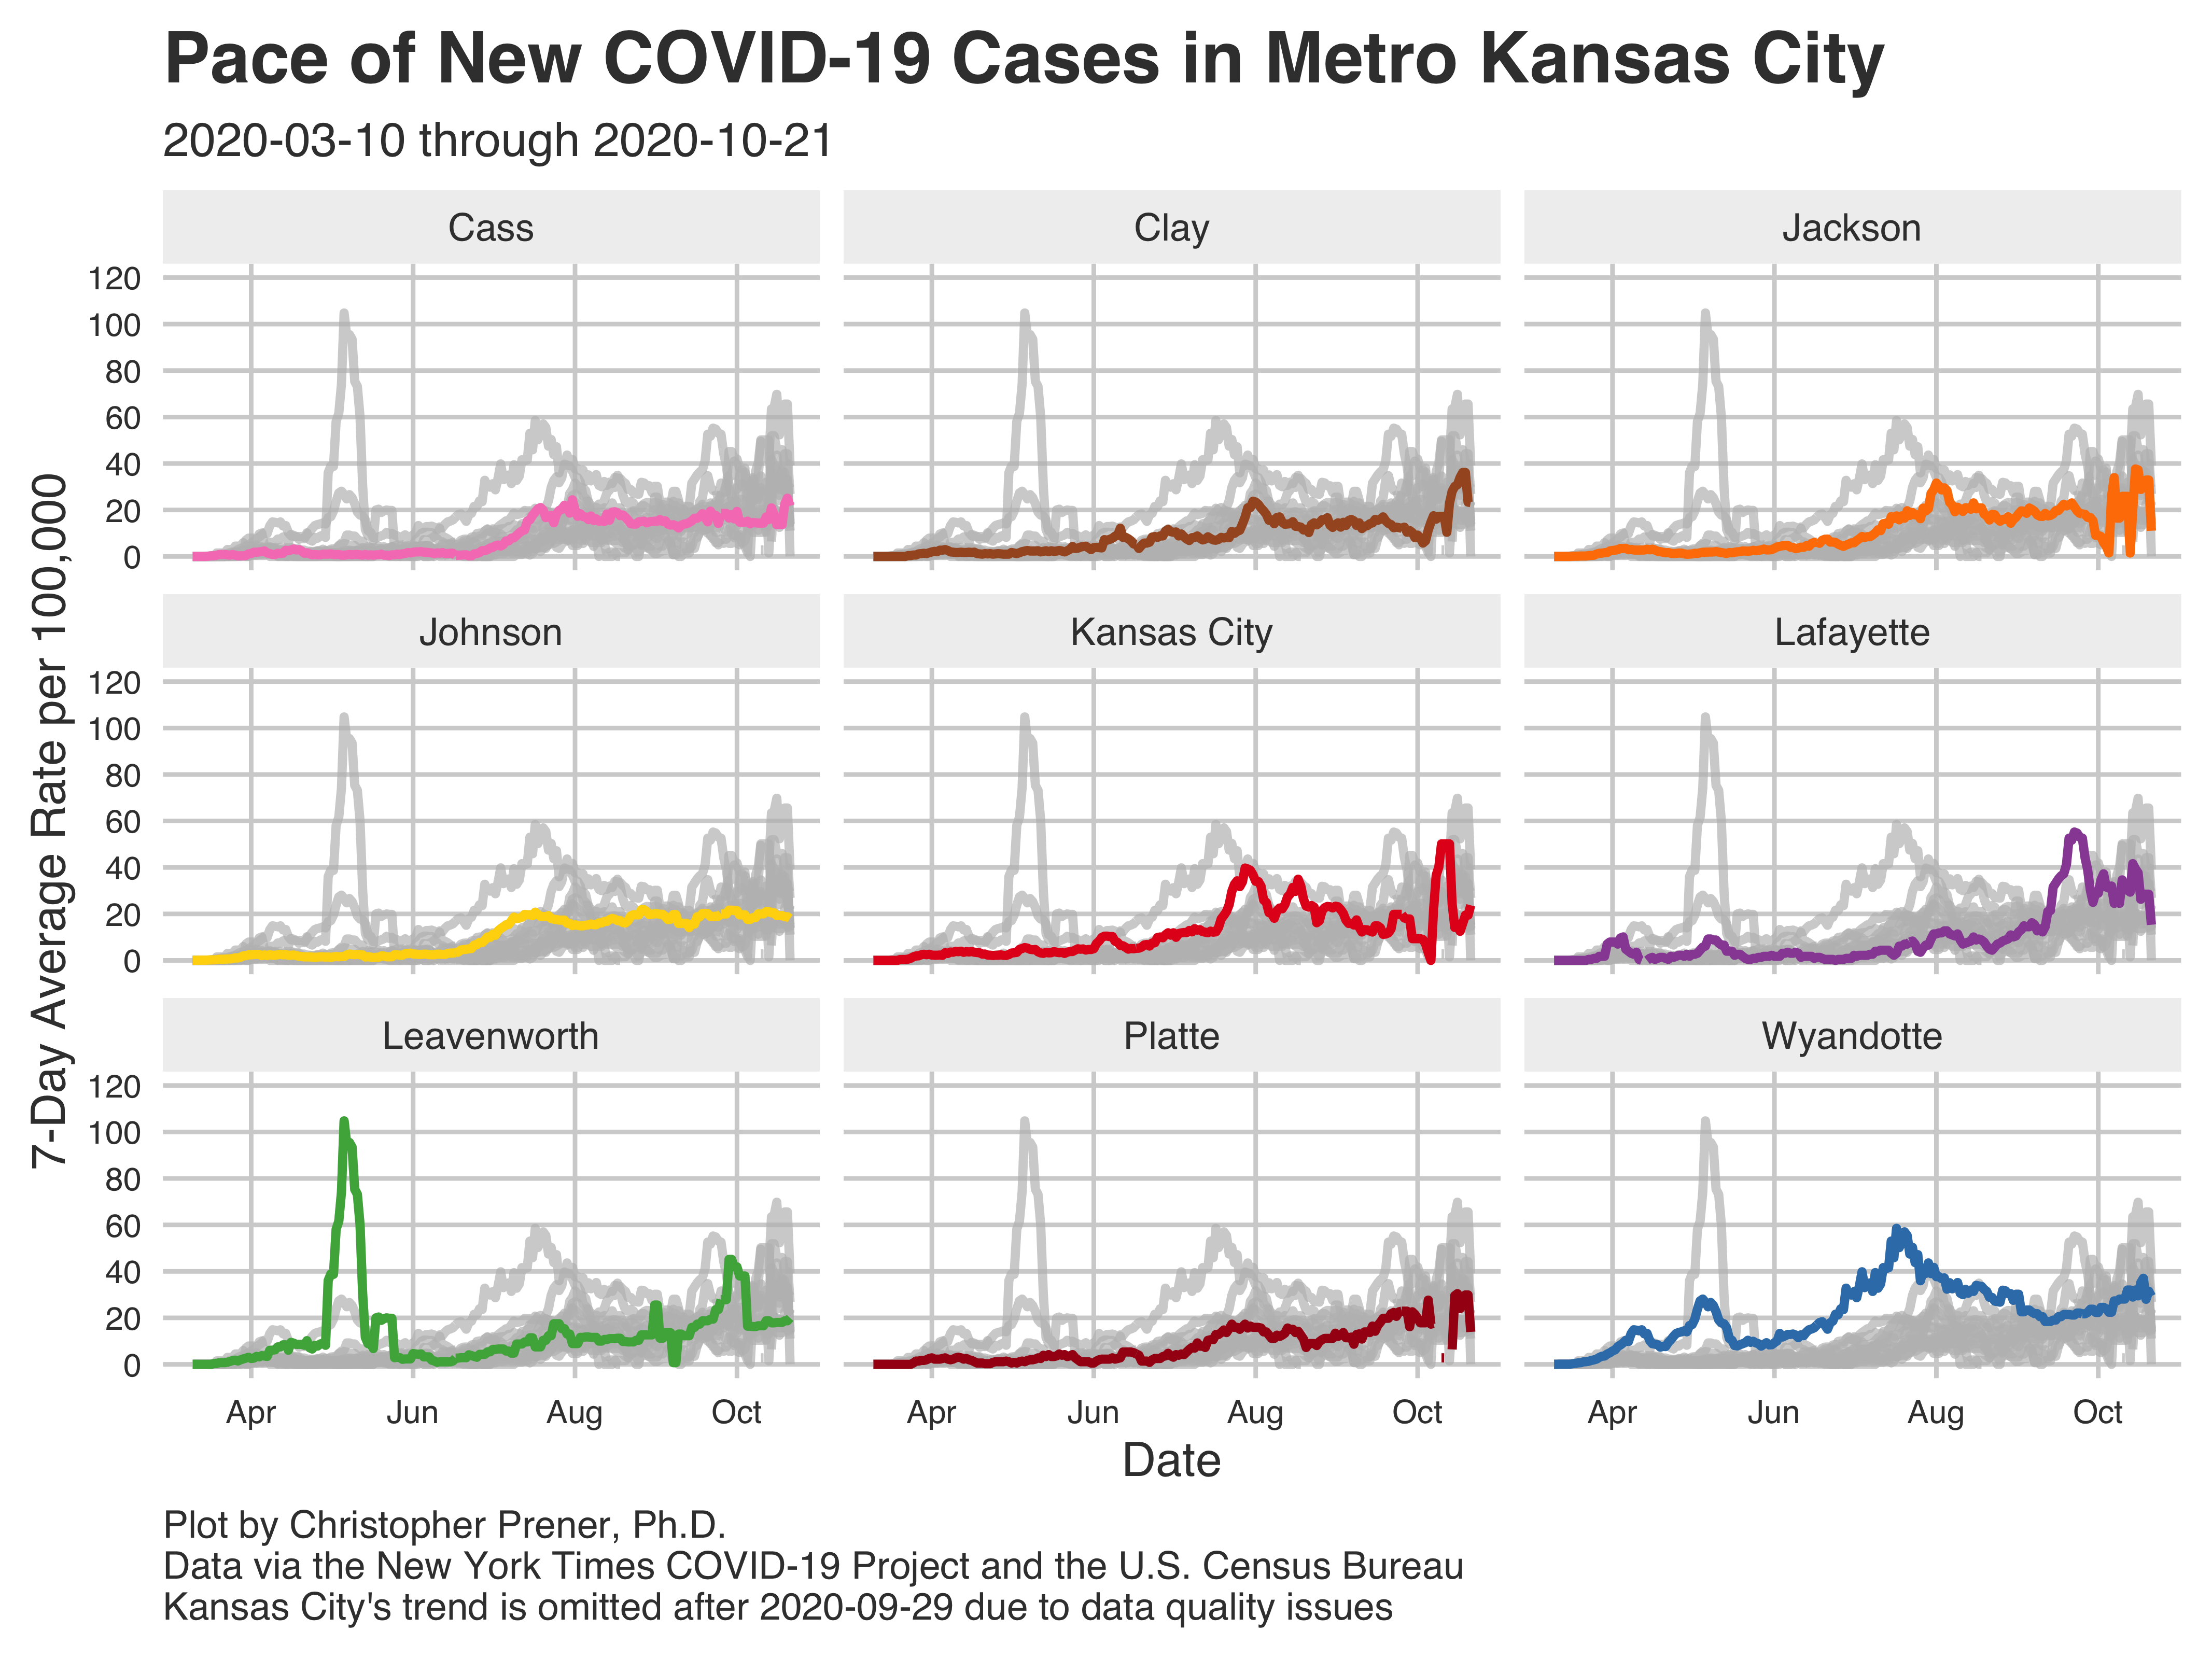 Pace of New COVID-19 Cases in Metro Kansas City
2020-03-10 through 2020-10-21
Cass
Clay
Jackson
120
100
80
60
40
20
0
Johnson
Kansas City
Lafayette
120
100
80
60
40
20
0
Leavenworth
Platte
Wyandotte
120
100
80
60
40
20
0
7-Day Average Rate per 100,000
Apr Jun Aug Oct
Apr Jun Aug Oct
Apr Jun Aug Oct
Date
Plot by Christopher Prener, Ph.D.
Data via the New York Times COVID-19 Project and the U.S. Census Bureau
Kansas City's trend is omitted after 2020-09-29 due to data quality issues